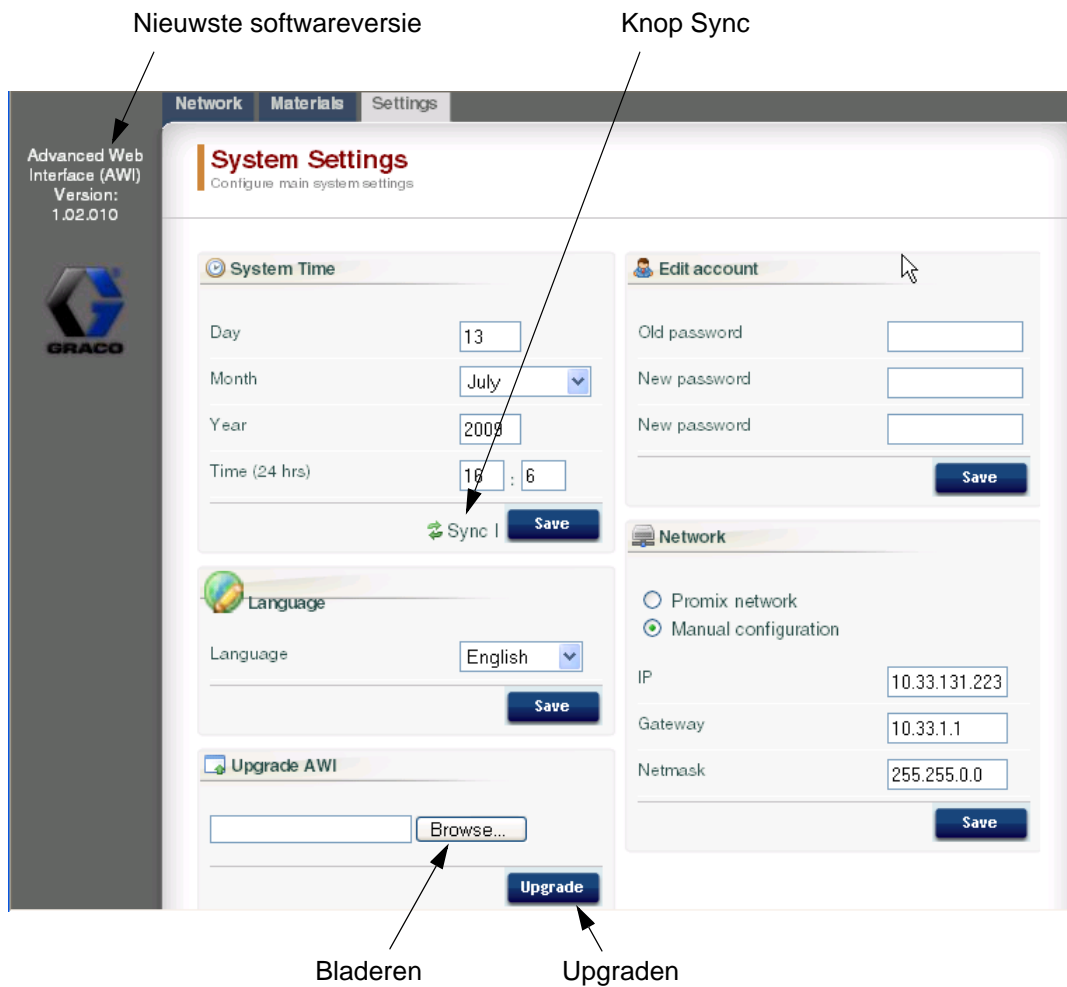 Nieuwste softwareversie
Knop Sync
Network Materials Settings
Advanced Web
Interface (AWI)
Version:
1.02.010
GRACO
System Settings
Configure main system settings
System Time
Day 13
Month July
Year 2009
Time (24 hrs) 16 : 6
Sync | Save
Language
Language English
Save
Upgrade AWI
Browse...
Upgrade
Edit account
Old password
New password
New password
Save
Network
Promix network
Manual configuration
IP 10.33.131.223
Gateway 10.33.1.1
Netmask 255.255.0.0
Save
Bladeren
Upgraden